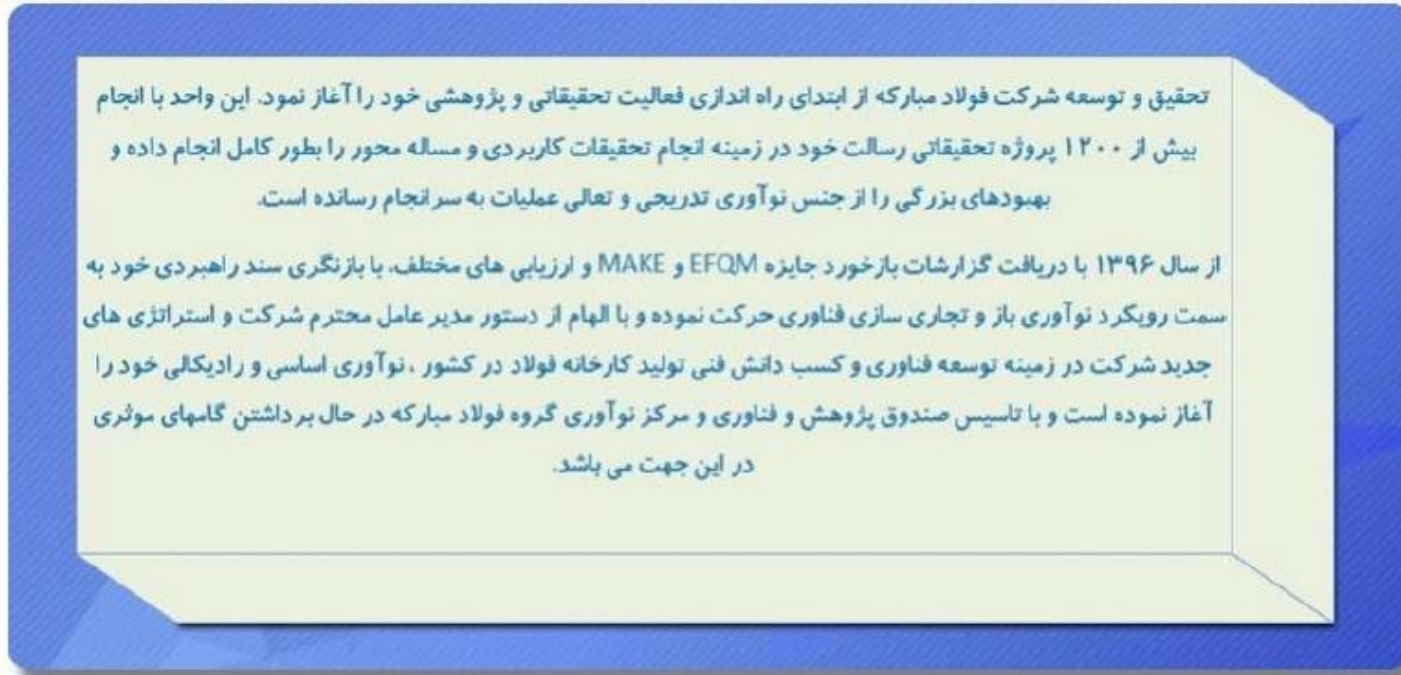 تحقیق و توسعه شرکت فولاد مبارکه از ابتدای راه اندازی فعالیت تحقیقاتی و پژوهشی خود را آغاز نمود. این واحد با انجام
بیش از ۱۲۰۰ پروژه تحقیقاتی رسالت خود در زمینه انجام تحقیقات کاربردی و مساله محور را بطور کامل انجام داده و
بهبودهای بزرگی را از جنس نوآوری تدریجی و تعالی عملیات به سرانجام رسانده است.
از سال ۱۳۹۶ با دریافت گزارشات بازخورد جایزه EFQM و MAKE و ارزیابی های مختلف، با بازنگری سند راهبردی خود به
سمت رویکرد نوآوری باز و تجاری سازی فناوری حرکت نموده و با الهام از دستور مدیر عامل محترم شرکت و استراتژی های
جدید شرکت در زمینه توسعه فناوری و کسب دانش فنی تولید کارخانه فولاد در کشور ، نوآوری اساسی و رادیکالی خود را
آغاز نموده است و با تاسیس صندوق پژوهش و فناوری و مرکز نوآوری گروه فولاد مبارکه در حال برداشتن گامهای موثری
در این جهت می باشد.